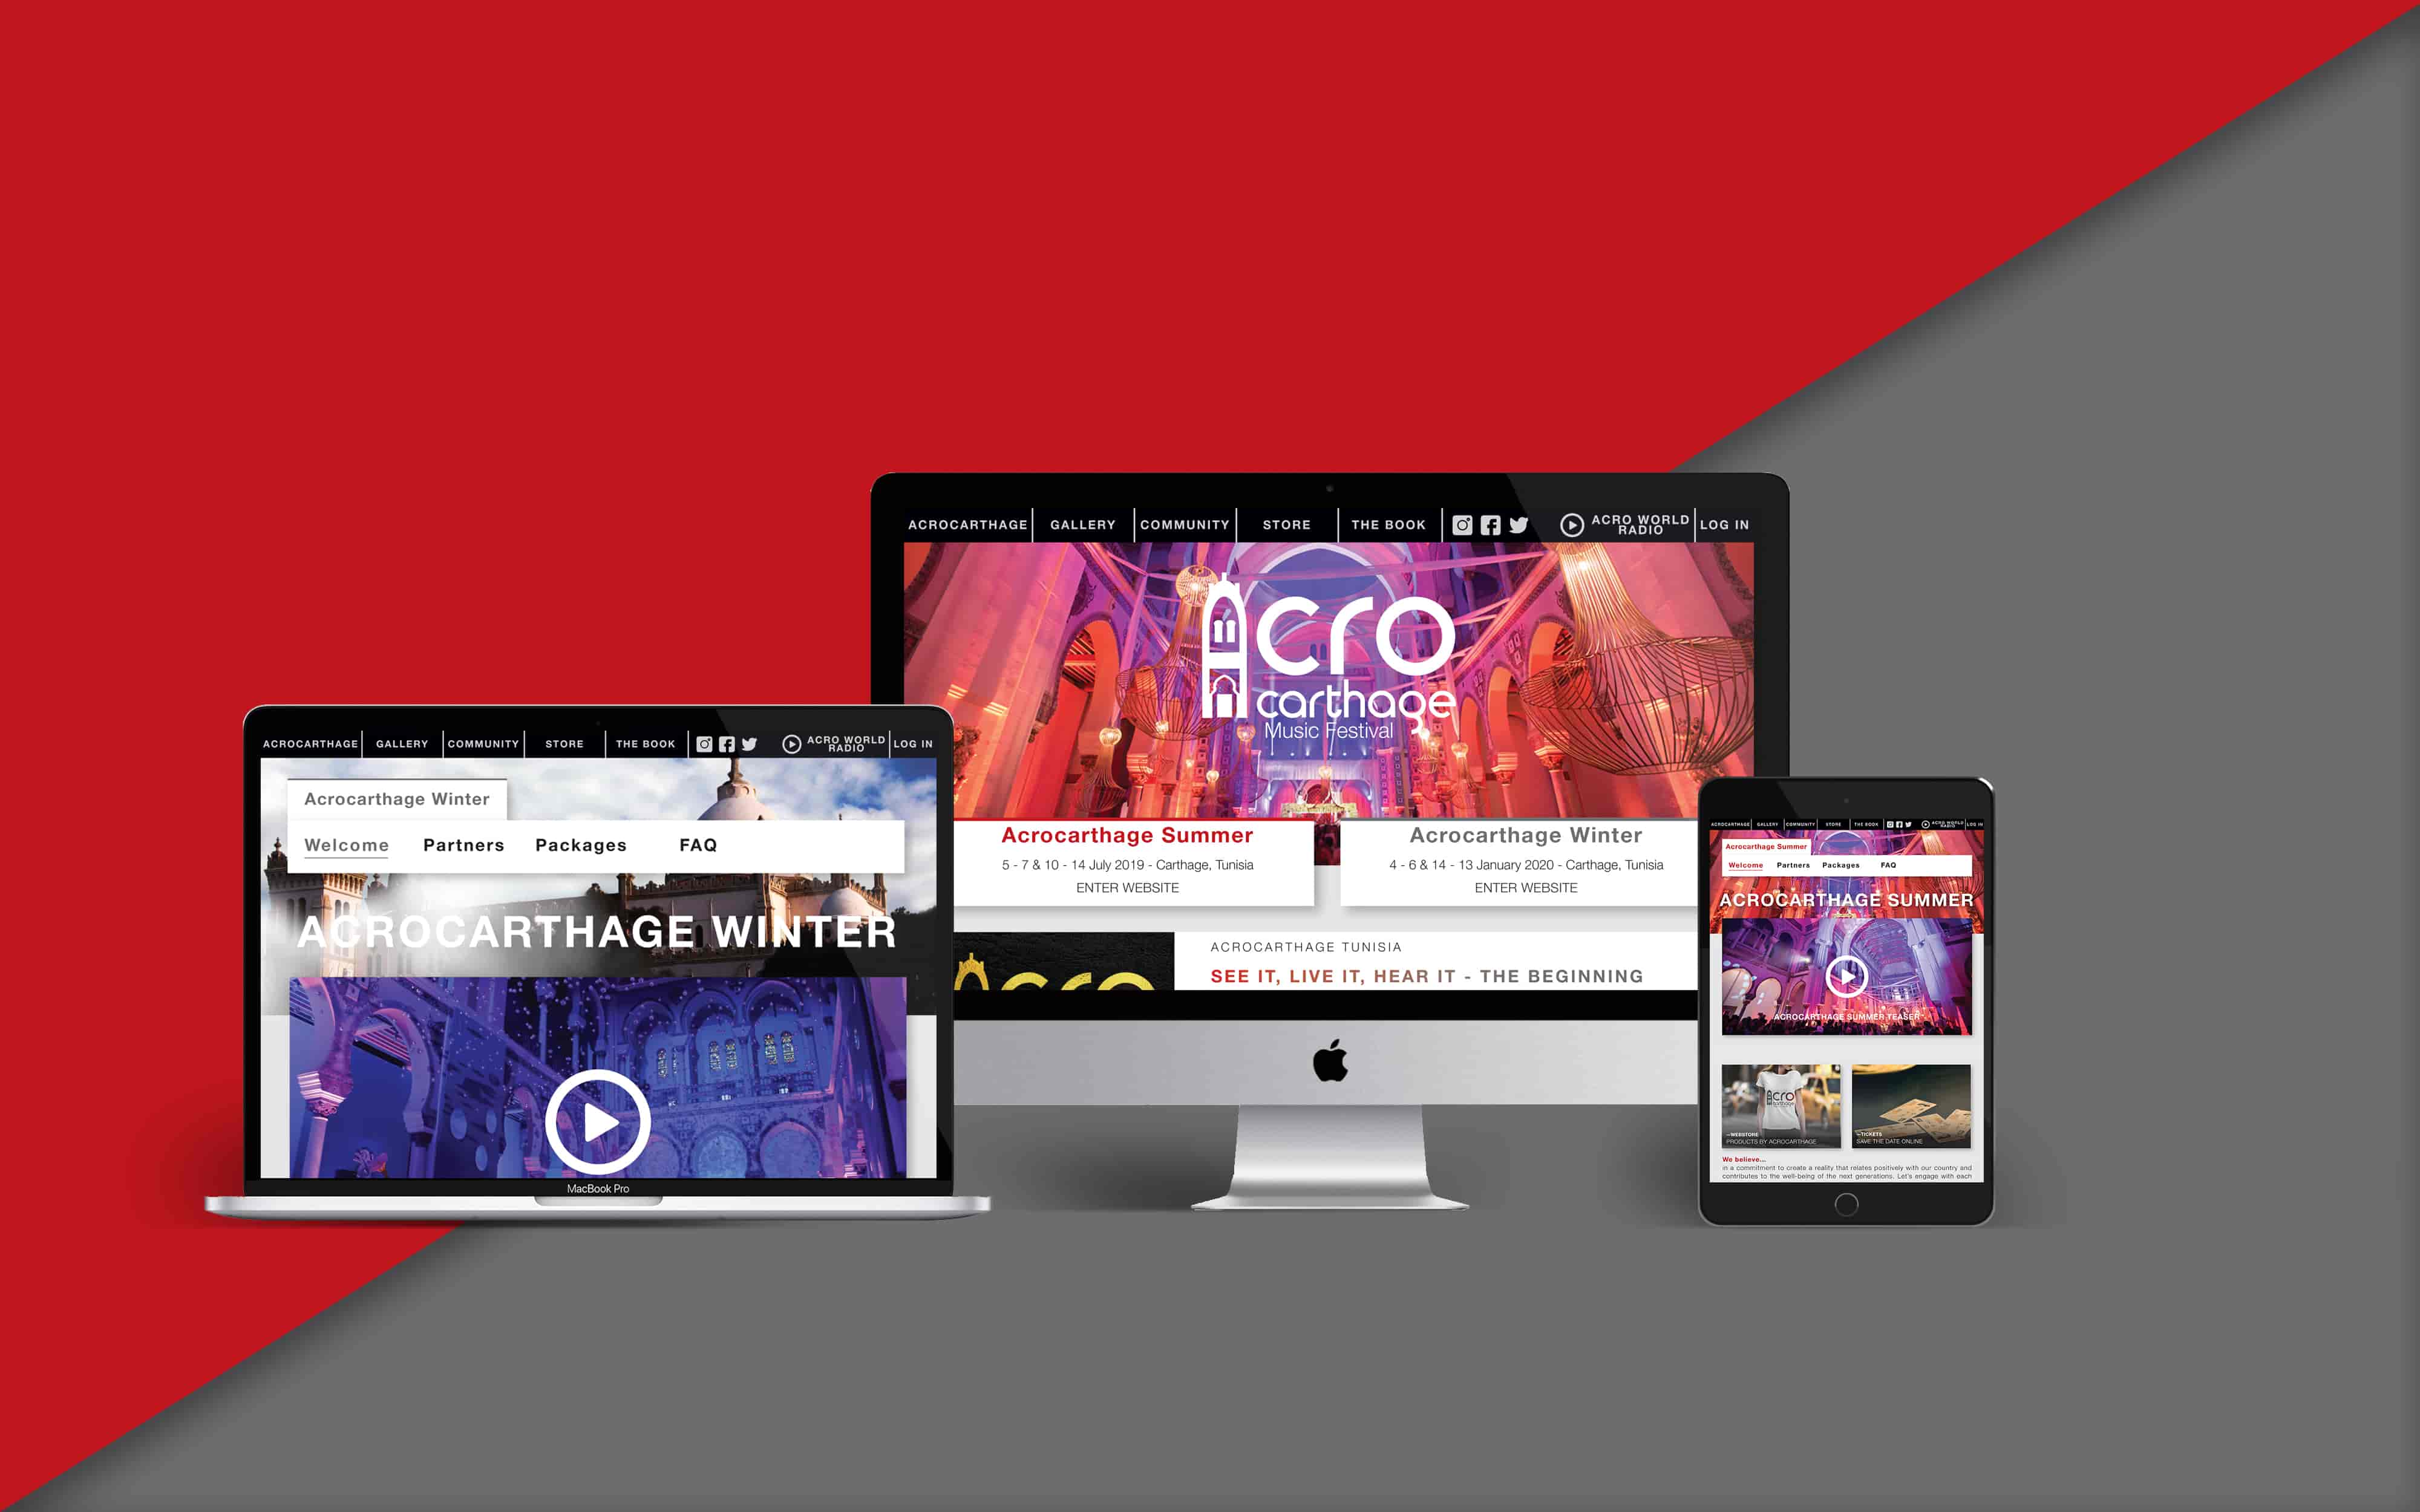 ACROCARTHAGE GALLERY COMMUNITY STORE THE BOOK ACRO WORLD RADIO LOG IN
Acro
carthage
Music Festival
Acrocarthage Summer
5 - 7 & 10 - 14 July 2019 - Carthage, Tunisia
ENTER WEBSITE
Acrocarthage Winter
4 - 6 & 14 - 13 January 2020 - Carthage, Tunisia
ENTER WEBSITE
Acro
ACROCARTHAGE TUNISIA
SEE IT, LIVE IT, HEAR IT - THE BEGINNING
ACROCARTHAGE GALLERY COMMUNITY STORE THE BOOK ACRO WORLD RADIO LOG IN
Acrocarthage Winter
Welcome Partners Packages FAQ
ACROCARTHAGE WINTER
MacBook Pro
ACROCARTHAGE GALLERY COMMUNITY STORE THE BOOK ACRO WORLD RADIO LOG IN
Acrocarthage Summer
Welcome Partners Packages FAQ
ACROCARTHAGE SUMMER
ACROCARTHAGE SUMMER TEASER
Acro
carthage
—WEBSTORE
PRODUCTS BY ACROCARTHAGE
—TICKETS
SAVE THE DATE ONLINE
We believe...
in a commitment to create a reality that relates positively with our country and
contributes to the well-being of the next generations. Let's engage with each